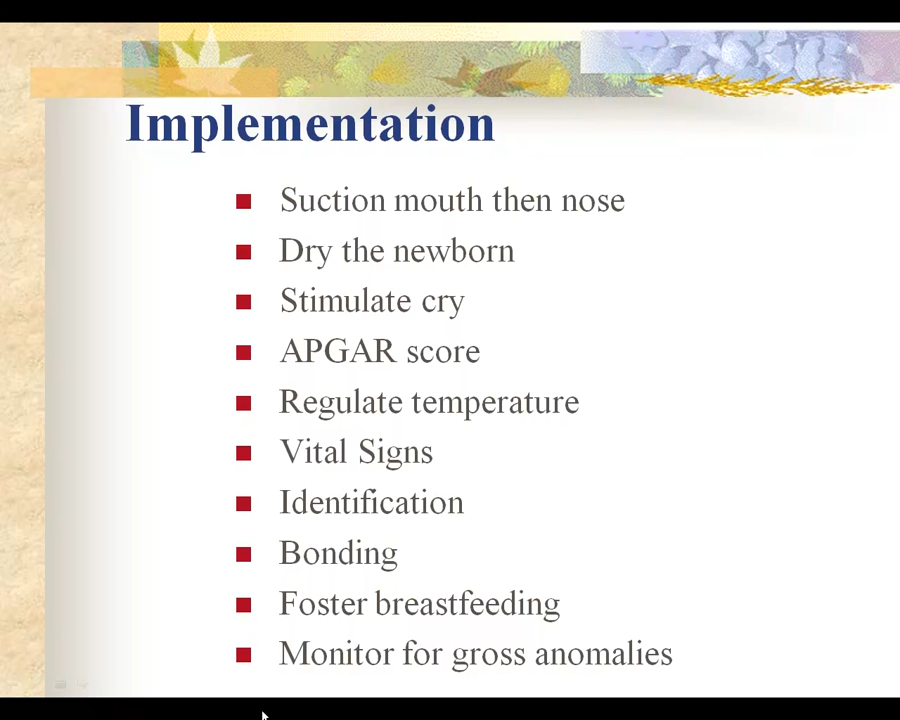 Implementation
Suction mouth then nose
Dry the newborn
Stimulate cry
APGAR score
Regulate temperature
Vital Signs
Identification
Bonding
Foster breastfeeding
Monitor for gross anomalies